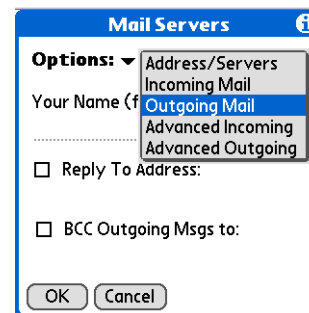 Mail Servers
Options:
Address/Servers
Incoming Mail
Your Name (f
Outgoing Mail
Advanced Incoming
Advanced Outgoing
Reply To Address:
BCC Outgoing Msgs to:
OK Cancel